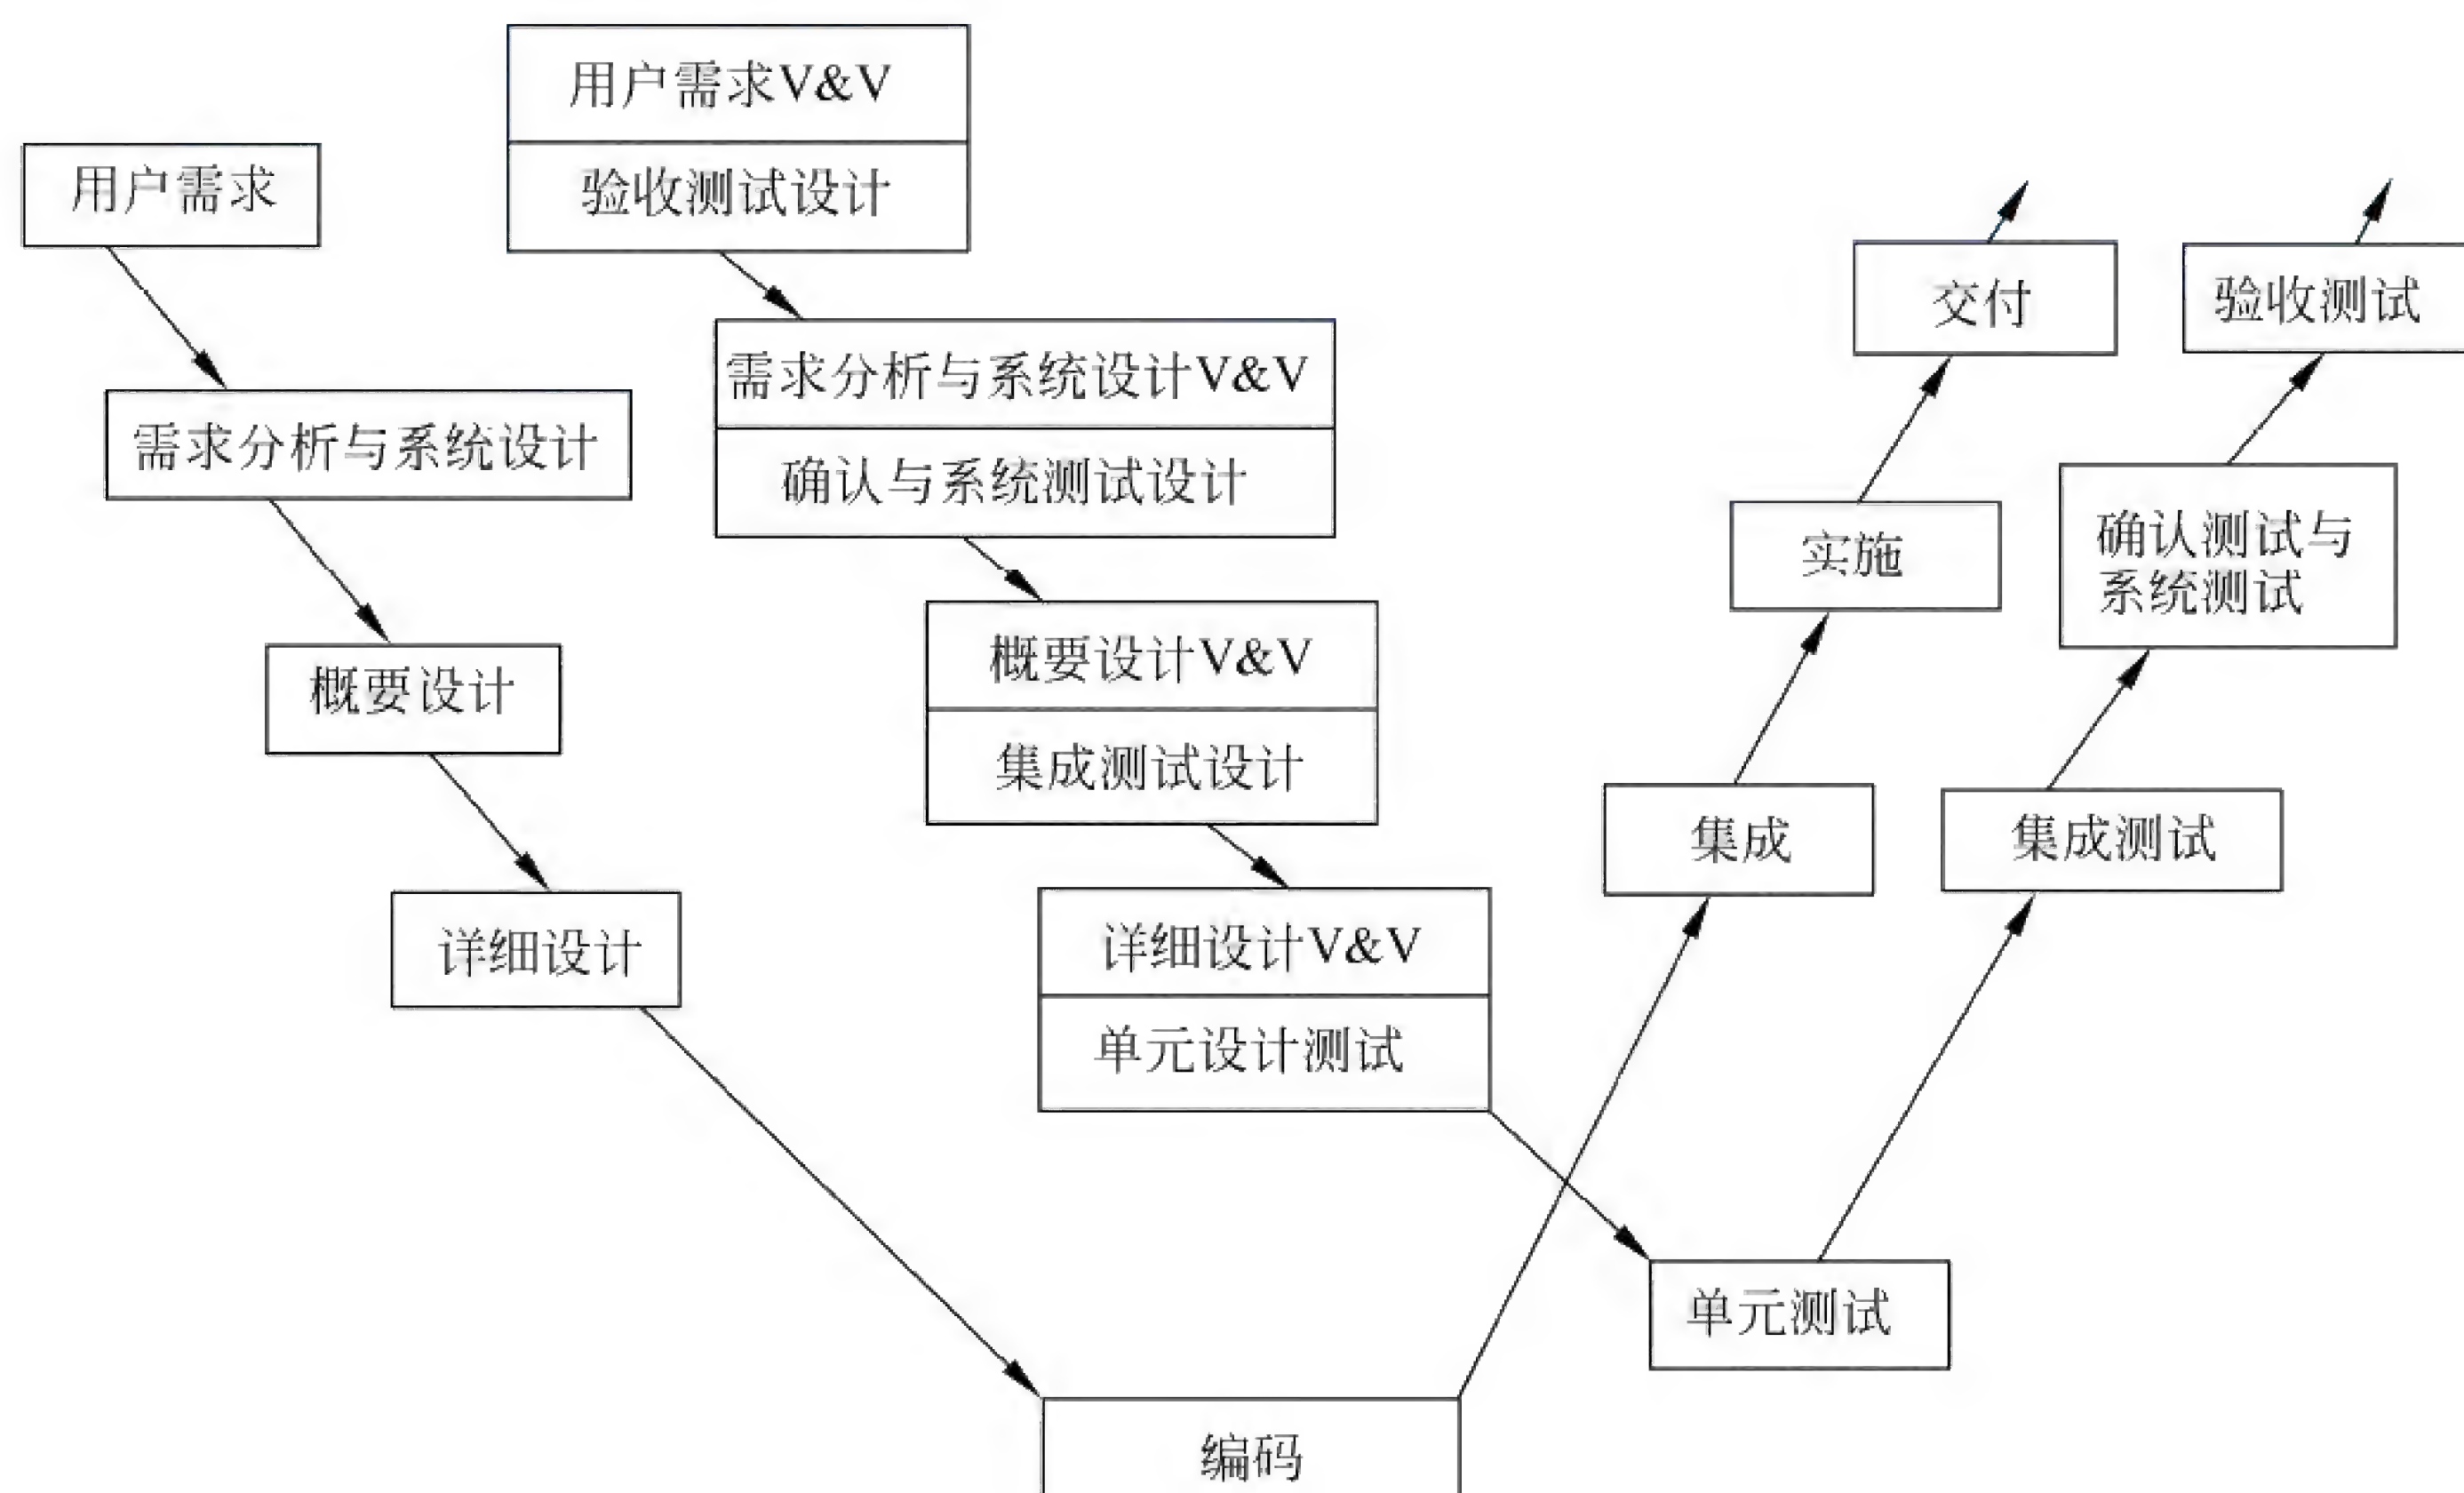 用户需求V&V
验收测试设计
用户需求
需求分析与系统设计V&V
确认与系统测试设计
需求分析与系统设计
概要设计V&V
集成测试设计
概要设计
详细设计V&V
单元设计测试
详细设计
编码
交付
实施
集成
验收测试
确认测试与
系统测试
集成测试
单元测试